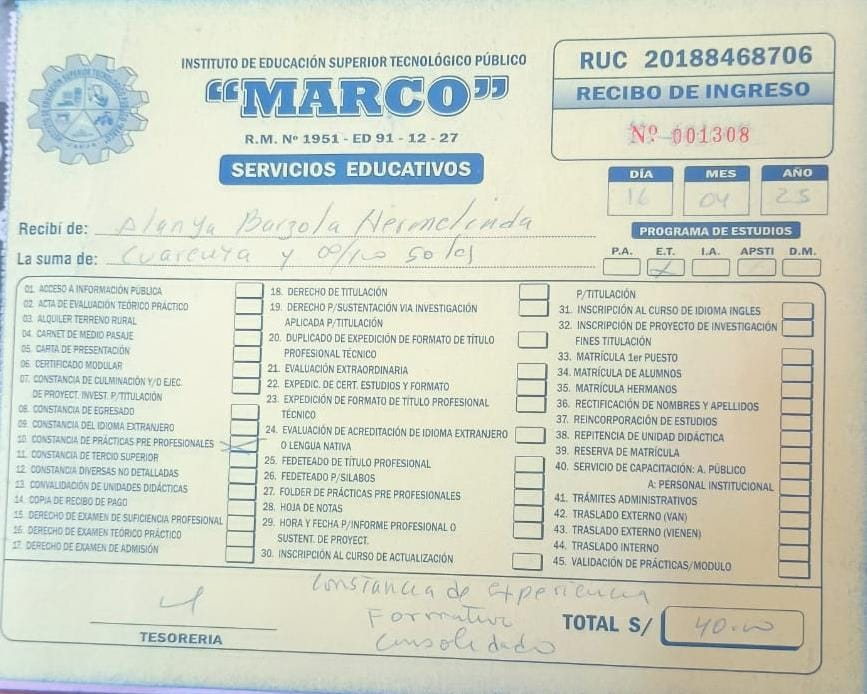 INSTITUTO DE EDUCACIÓN SUPERIOR TECNOLÓGICO PÚBLICO
“MARCO”
R.M. Nº 1951 - ED 91 - 12 - 27
SERVICIOS EDUCATIVOS
RUC 20188468706
RECIBO DE INGRESO
Nº 001308
DÍA MES AÑO
16 04 25
Recibí de: Alanya Barzola Hermelinda
PROGRAMA DE ESTUDIOS
La suma de: Cuarenta y 00/100 soles
P.A. E.T. I.A. APSTI D.M.
X
01. ACCESO A INFORMACIÓN PÚBLICA
02. ACTA DE EVALUACIÓN TEÓRICO PRÁCTICO
03. ALQUILER TERRENO RURAL
04. CARNET DE MEDIO PASAJE
05. CARTA DE PRESENTACIÓN
06. CERTIFICADO MODULAR
07. CONSTANCIA DE CULMINACIÓN Y/O EJEC.
DE PROYECT. INVEST. P/TITULACIÓN
08. CONSTANCIA DE EGRESADO
09. CONSTANCIA DEL IDIOMA EXTRANJERO
10. CONSTANCIA DE PRÁCTICAS PRE PROFESIONALES X
11. CONSTANCIA DE TERCIO SUPERIOR
12. CONSTANCIA DIVERSAS NO DETALLADAS
13. CONVALIDACIÓN DE UNIDADES DIDÁCTICAS
14. COPIA DE RECIBO DE PAGO
15. DERECHO DE EXAMEN DE SUFICIENCIA PROFESIONAL
16. DERECHO DE EXAMEN TEÓRICO PRÁCTICO
17. DERECHO DE EXAMEN DE ADMISIÓN
18. DERECHO DE TITULACIÓN
19. DERECHO P/SUSTENTACIÓN VIA INVESTIGACIÓN
APLICADA P/TITULACIÓN
20. DUPLICADO DE EXPEDICIÓN DE FORMATO DE TÍTULO
PROFESIONAL TÉCNICO
21. EVALUACIÓN EXTRAORDINARIA
22. EXPEDIC. DE CERT. ESTUDIOS Y FORMATO
23. EXPEDICIÓN DE FORMATO DE TÍTULO PROFESIONAL
TÉCNICO
24. EVALUACIÓN DE ACREDITACIÓN DE IDIOMA EXTRANJERO
O LENGUA NATIVA
25. FEDETEADO DE TÍTULO PROFESIONAL
26. FEDETEADO P/SILABOS
27. FOLDER DE PRÁCTICAS PRE PROFESIONALES
28. HOJA DE NOTAS
29. HORA Y FECHA P/INFORME PROFESIONAL O
SUSTENT. DE PROYECT.
30. INSCRIPCIÓN AL CURSO DE ACTUALIZACIÓN
P/TITULACIÓN
31. INSCRIPCIÓN AL CURSO DE IDIOMA INGLES
32. INSCRIPCIÓN DE PROYECTO DE INVESTIGACIÓN
FINES TITULACIÓN
33. MATRÍCULA 1er PUESTO
34. MATRÍCULA DE ALUMNOS
35. MATRÍCULA HERMANOS
36. RECTIFICACIÓN DE NOMBRES Y APELLIDOS
37. REINCORPORACIÓN DE ESTUDIOS
38. REPITENCIA DE UNIDAD DIDÁCTICA
39. RESERVA DE MATRÍCULA
40. SERVICIO DE CAPACITACIÓN: A. PÚBLICO
A: PERSONAL INSTITUCIONAL
41. TRÁMITES ADMINISTRATIVOS
42. TRASLADO EXTERNO (VAN)
43. TRASLADO EXTERNO (VIENEN)
44. TRASLADO INTERNO
45. VALIDACIÓN DE PRÁCTICAS/MODULO
Constancia de experiencia
Formativa
Consolidado
TESORERIA
TOTAL S/ 40.00